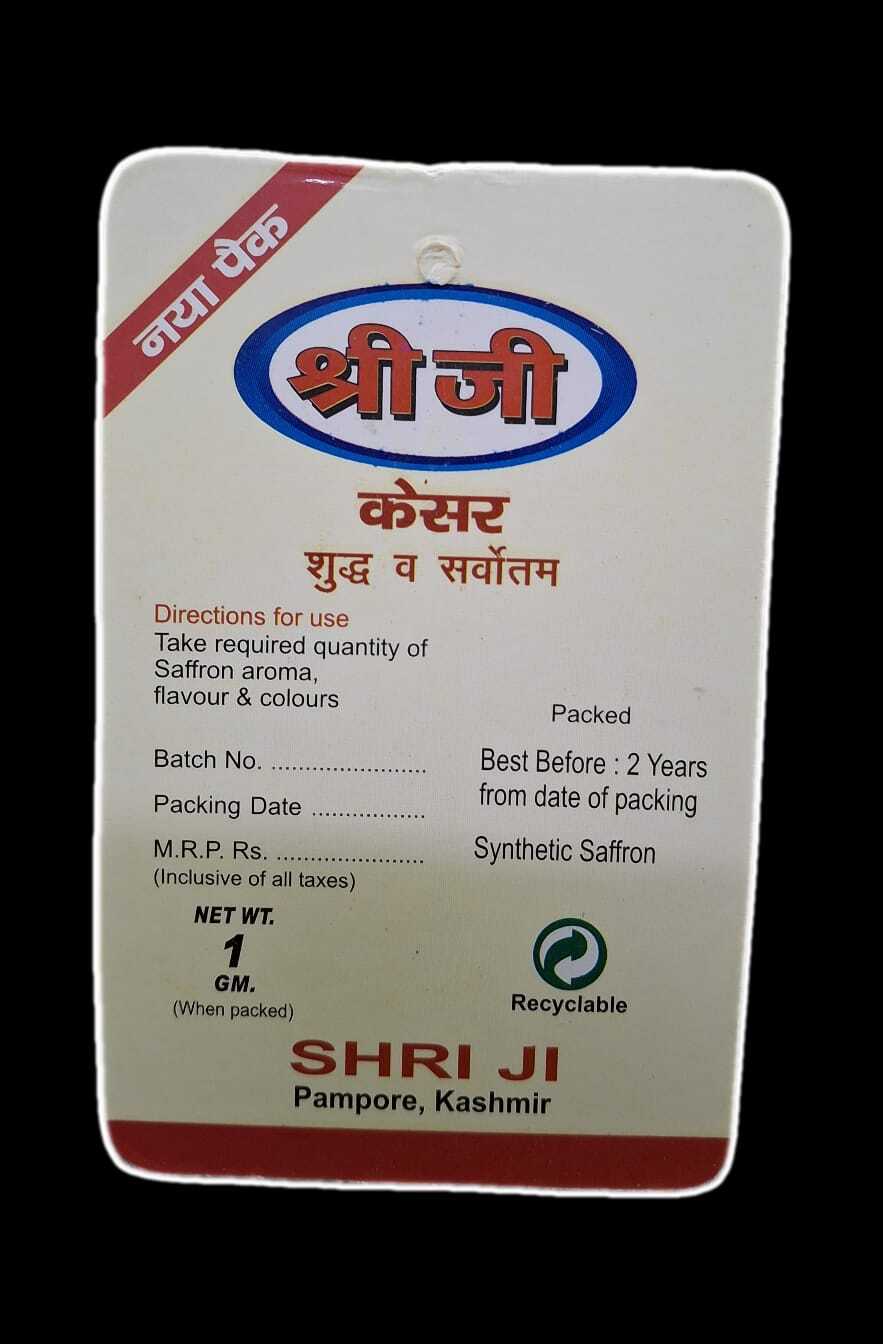 नया पैक
श्री जी
केसर
शुद्ध व सर्वोतम
Directions for use
Take required quantity of
Saffron aroma,
flavour & colours
Packed
Batch No. ........................
Best Before : 2 Years
from date of packing
Packing Date .................
M.R.P. Rs. .......................
(Inclusive of all taxes)
Synthetic Saffron
NET WT.
1
GM.
(When packed)
Recyclable
SHRI JI
Pampore, Kashmir